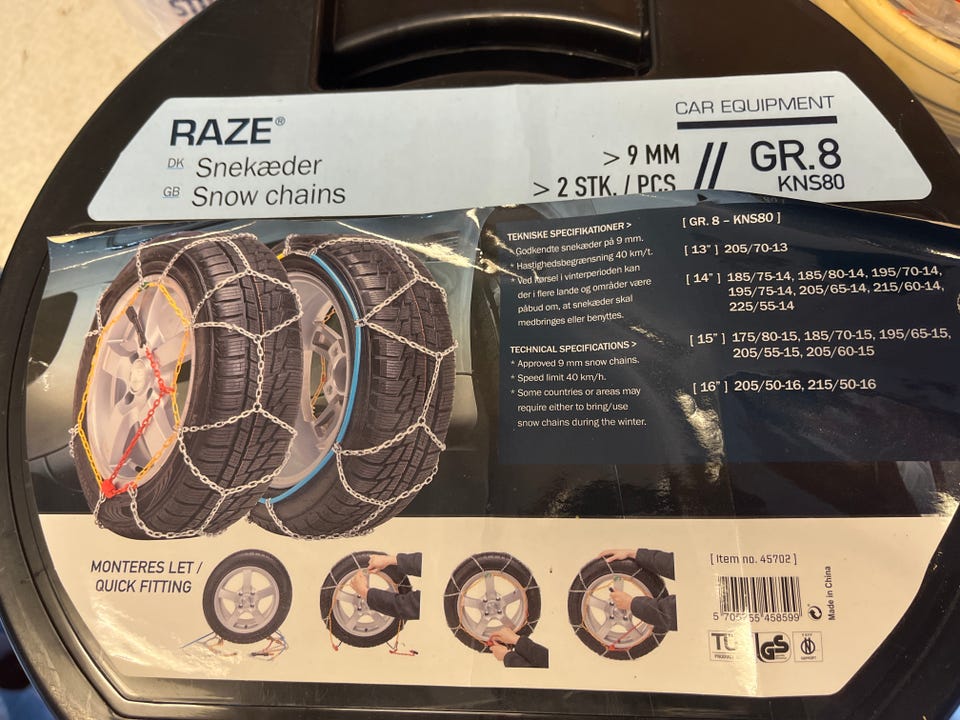 RAZE®
DK Snekæder
GB Snow chains
CAR EQUIPMENT
> 9 MM
> 2 STK. / PCS
// GR.8
KNS80
TEKNISKE SPECIFIKATIONER >
* Godkendte snekæder på 9 mm.
* Hastighedsbegrænsning 40 km/t.
* Ved kørsel i vinterperioden kan
der i flere lande og områder være
påbud om, at snekæder skal
medbringes eller benyttes.
TECHNICAL SPECIFICATIONS >
* Approved 9 mm snow chains.
* Speed limit 40 km/h.
* Some countries or areas may
require either to bring/use
snow chains during the winter.
[ GR. 8 – KNS80 ]
[ 13" ] 205/70-13
[ 14" ] 185/75-14, 185/80-14, 195/70-14,
195/75-14, 205/65-14, 215/60-14,
225/55-14
[ 15" ] 175/80-15, 185/70-15, 195/65-15,
205/55-15, 205/60-15
[ 16" ] 205/50-16, 215/50-16
MONTERES LET /
QUICK FITTING
[ Item no. 45702 ]
Made in China
GS